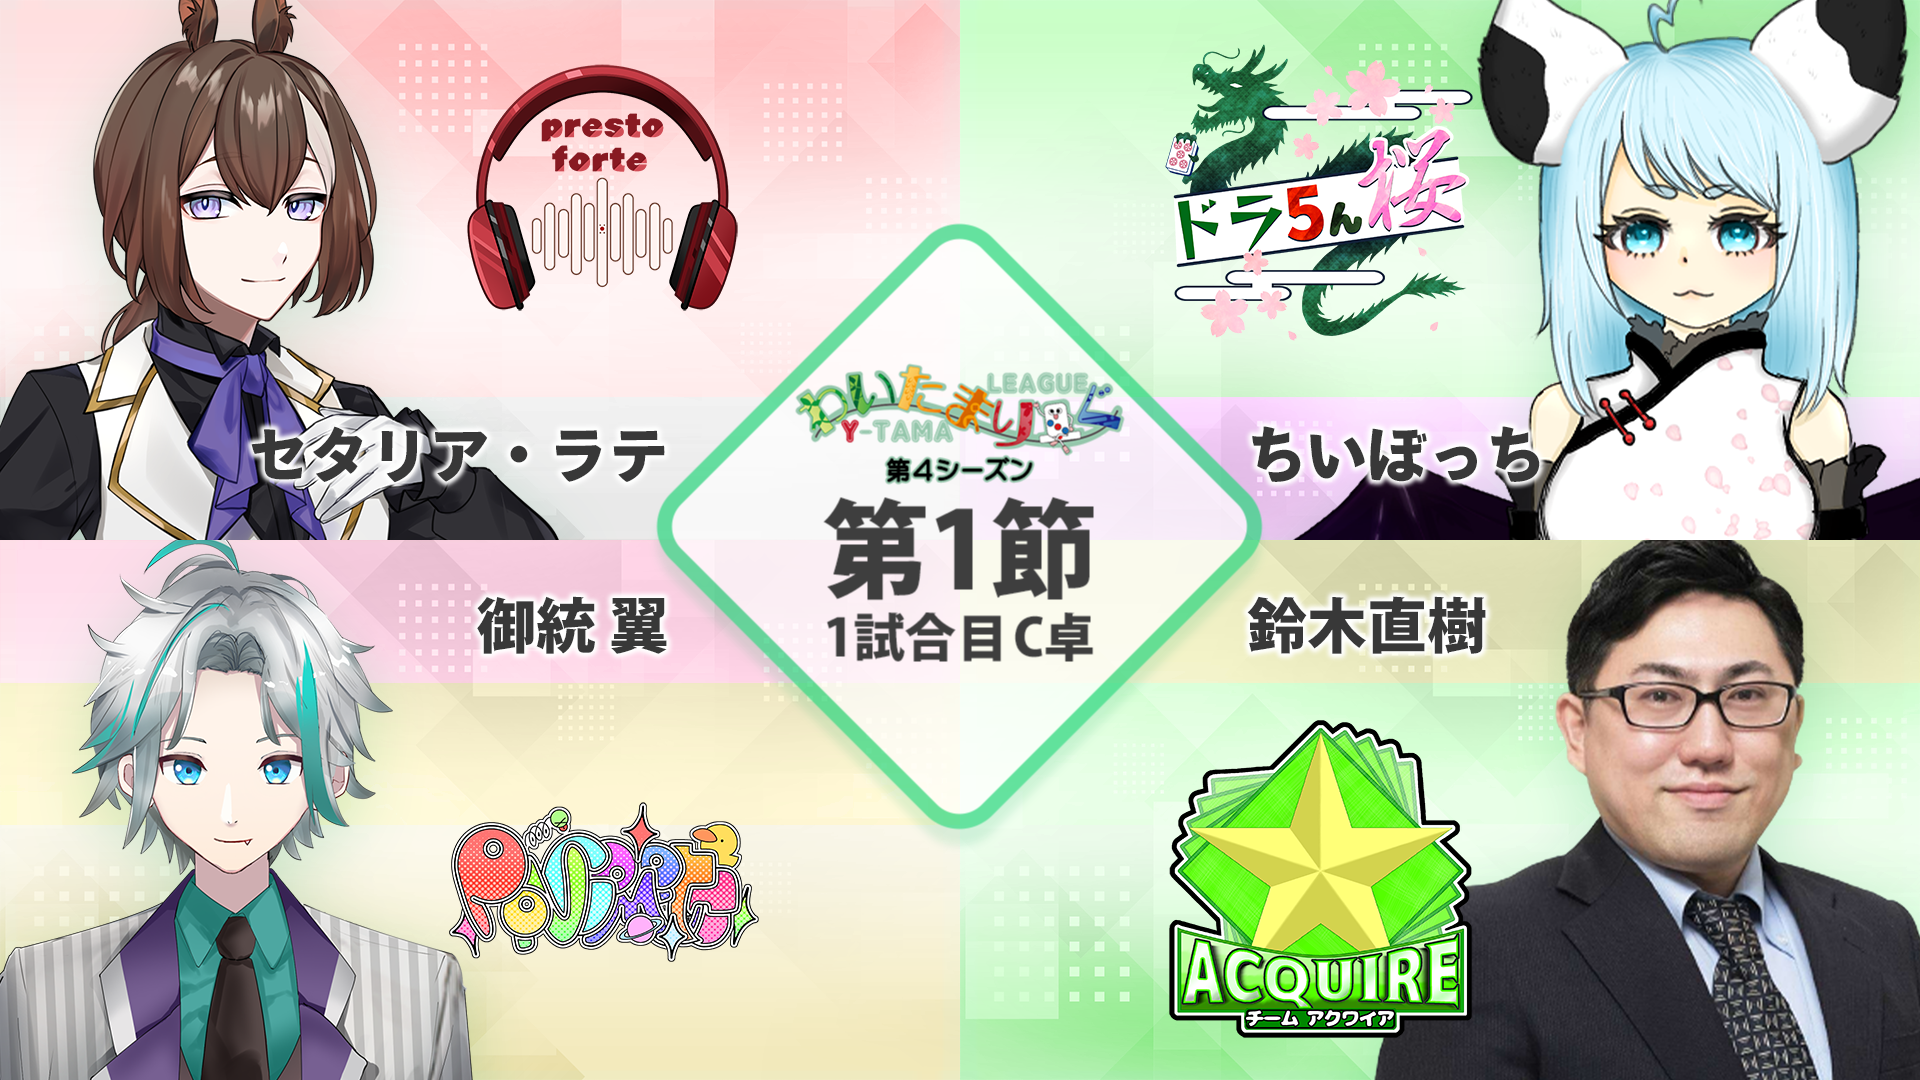 presto
forte
ドラ5ん桜
セタリア・ラテ
わいたまりーぐ
LEAGUE
Y-TAMA
第4シーズン
第1節
1試合目 C卓
ちいぼっち
御統 翼
鈴木直樹
ACQUIRE
チーム アクワイア